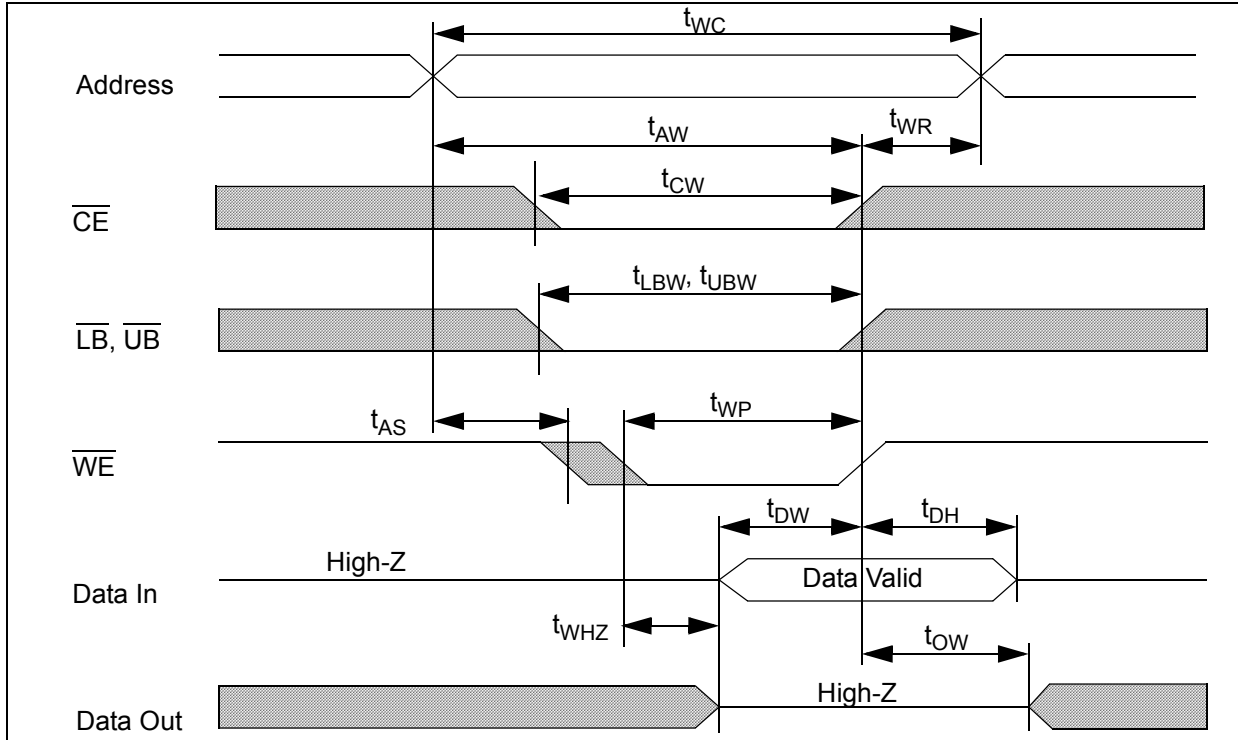 tWC
Address
tAW
tWR
CE
tCW
LB, UB
tLBW, tUBW
WE
tAS
tWP
tDW
tDH
Data In
High-Z
Data Valid
tWHZ
tOW
Data Out
High-Z